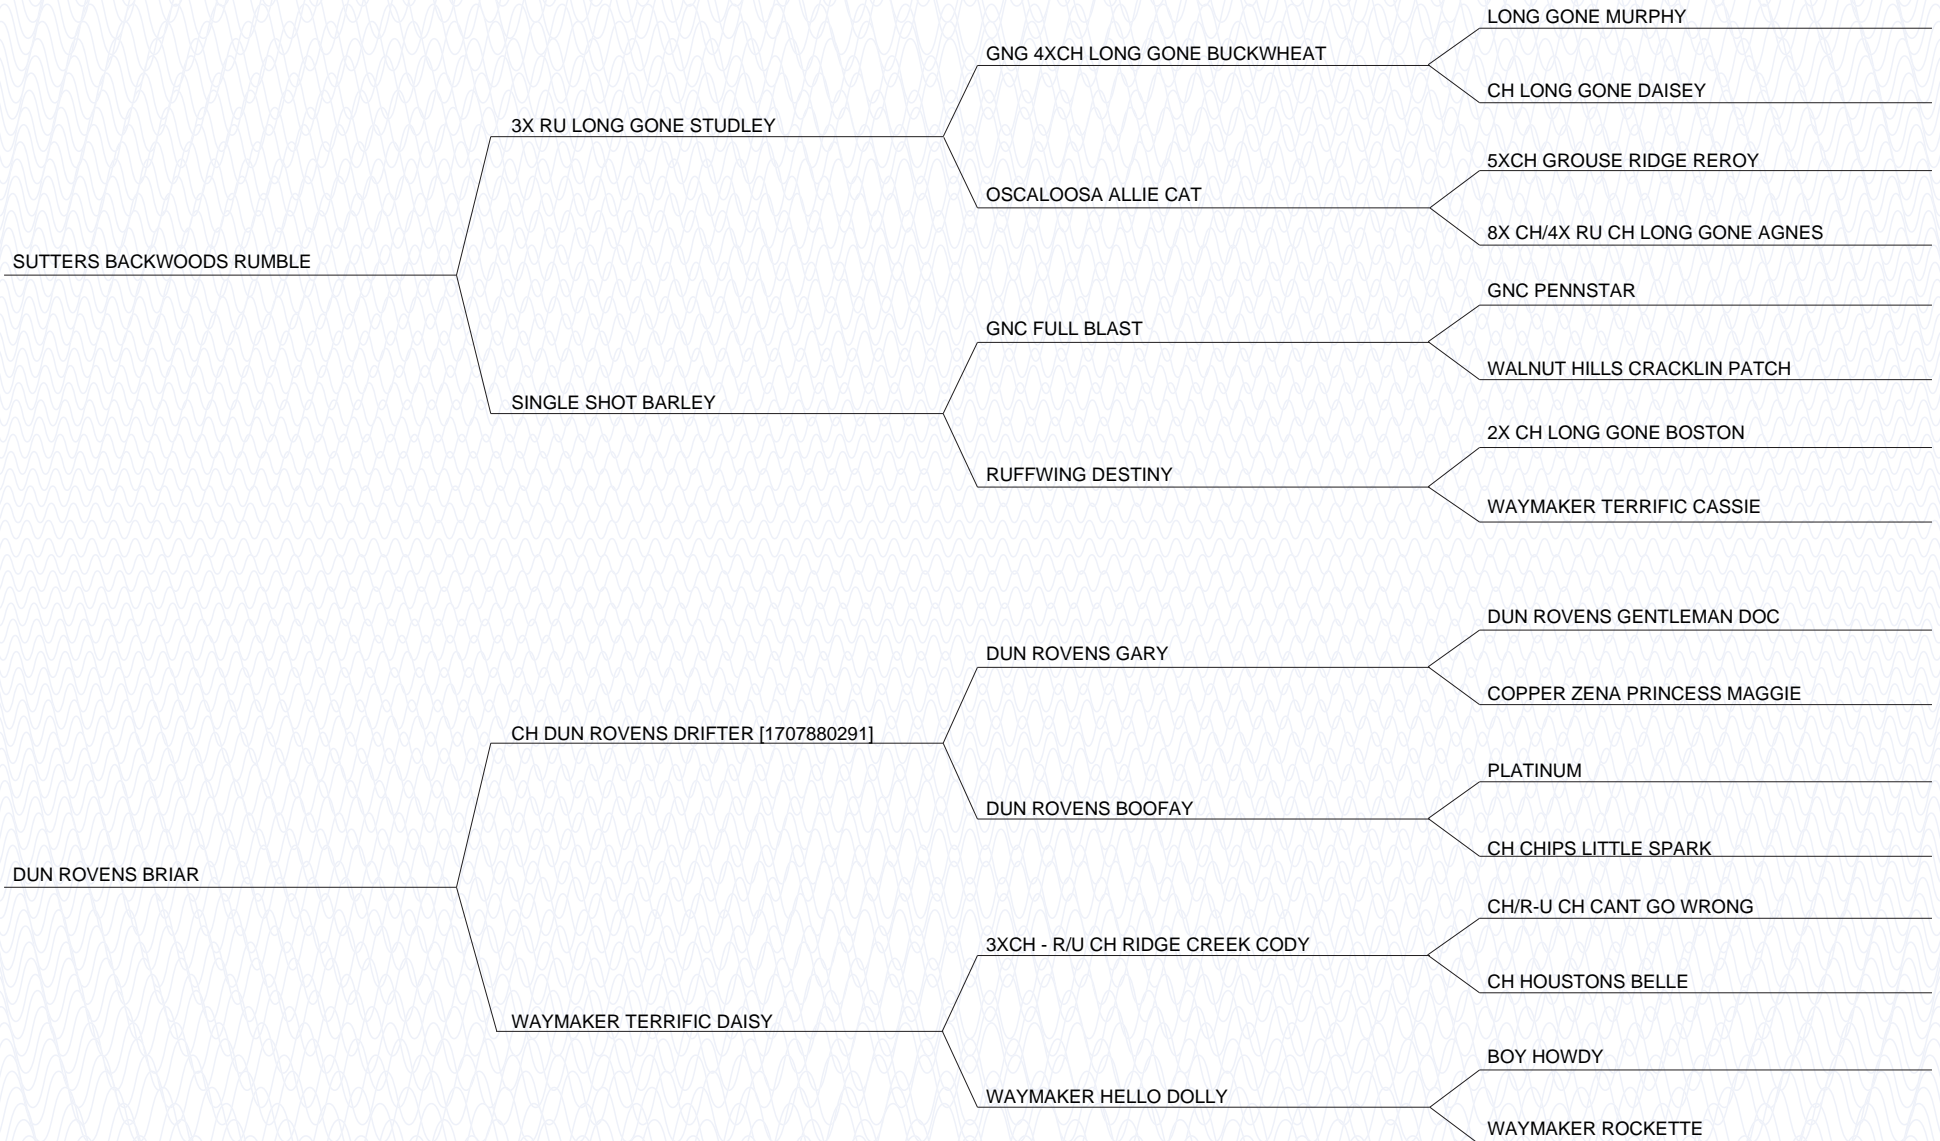 LONG GONE MURPHY
GNG 4XCH LONG GONE BUCKWHEAT
CH LONG GONE DAISEY
3X RU LONG GONE STUDLEY
5XCH GROUSE RIDGE REROY
OSCALOOSA ALLIE CAT
8X CH/4X RU CH LONG GONE AGNES
SUTTERS BACKWOODS RUMBLE
GNC PENNSTAR
GNC FULL BLAST
WALNUT HILLS CRACKLIN PATCH
SINGLE SHOT BARLEY
2X CH LONG GONE BOSTON
RUFFWING DESTINY
WAYMAKER TERRIFIC CASSIE
DUN ROVENS GENTLEMAN DOC
DUN ROVENS GARY
COPPER ZENA PRINCESS MAGGIE
CH DUN ROVENS DRIFTER [1707880291]
PLATINUM
DUN ROVENS BOOFAY
CH CHIPS LITTLE SPARK
DUN ROVENS BRIAR
CH/R-U CH CANT GO WRONG
3XCH - R/U CH RIDGE CREEK CODY
CH HOUSTONS BELLE
WAYMAKER TERRIFIC DAISY
BOY HOWDY
WAYMAKER HELLO DOLLY
WAYMAKER ROCKETTE